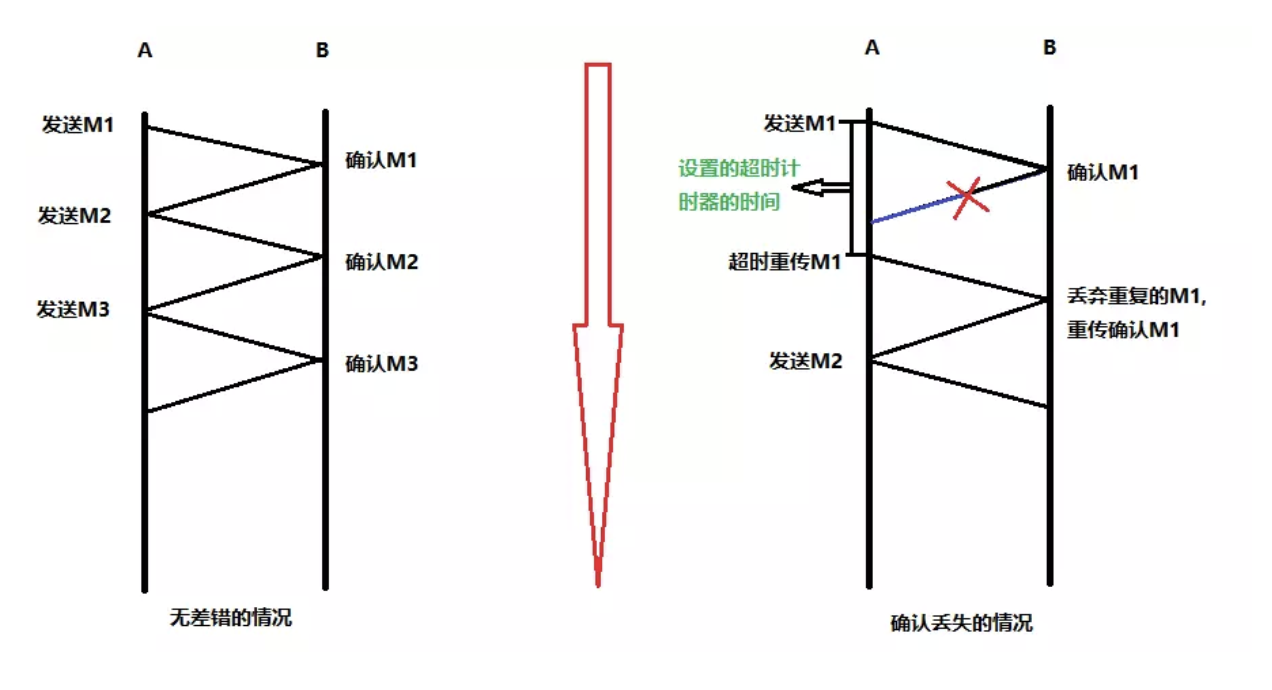 A
B
发送M1
确认M1
发送M2
确认M2
发送M3
确认M3
无差错的情况
A
B
发送M1
设置的超时计
时器的时间
确认M1
超时重传M1
丢弃重复的M1,
重传确认M1
发送M2
确认丢失的情况